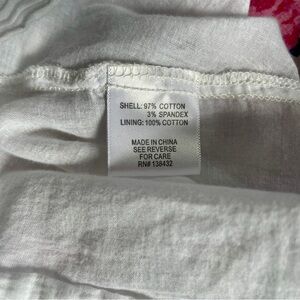 SHELL: 97% COTTON
3% SPANDEX
LINING: 100% COTTON
MADE IN CHINA
SEE REVERSE
FOR CARE
RN# 138432